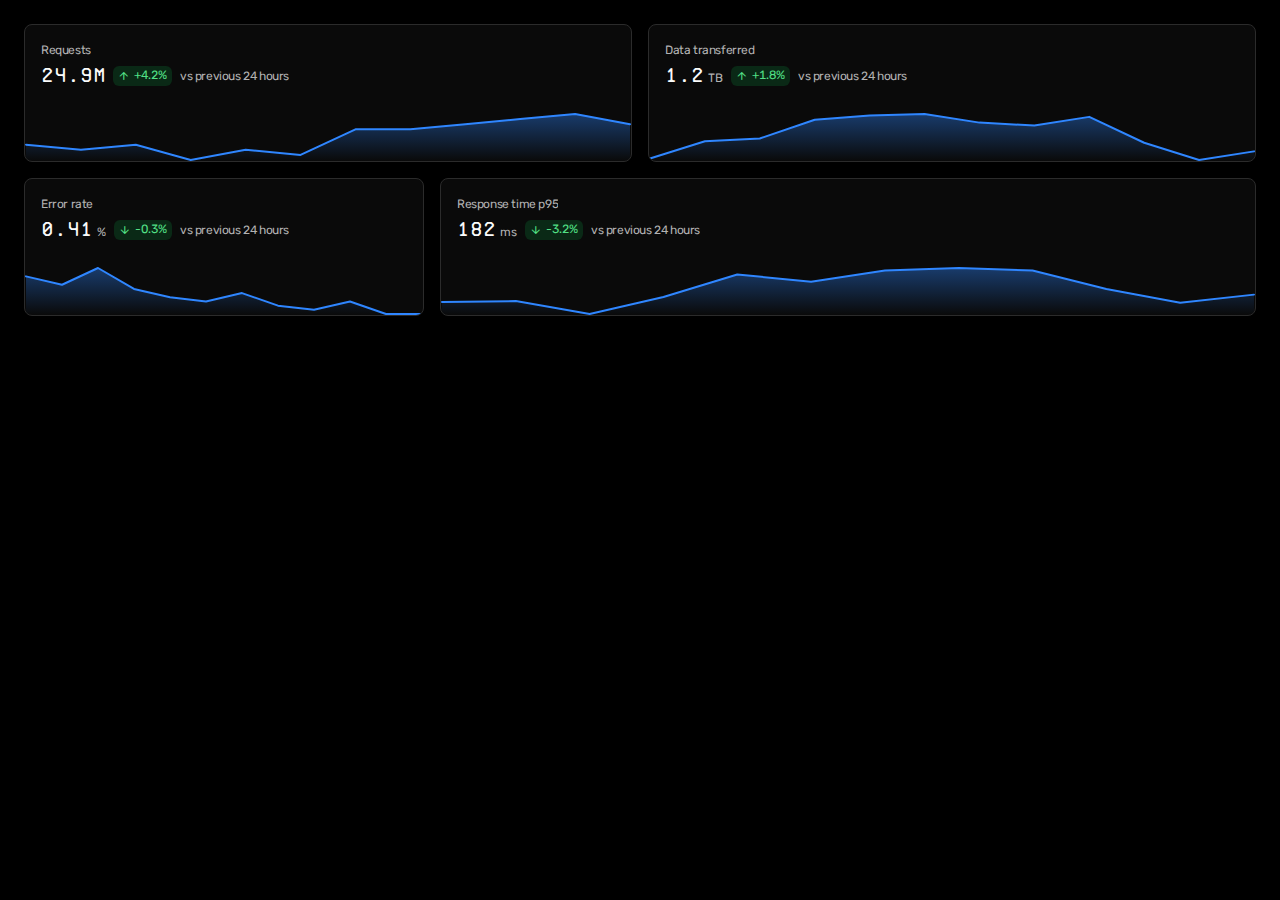 Requests
24.9M ↑ +4.2% vs previous 24 hours
Data transferred
1.2 TB ↑ +1.8% vs previous 24 hours
Error rate
0.41 % ↓ -0.3% vs previous 24 hours
Response time p95
182 ms ↓ -3.2% vs previous 24 hours